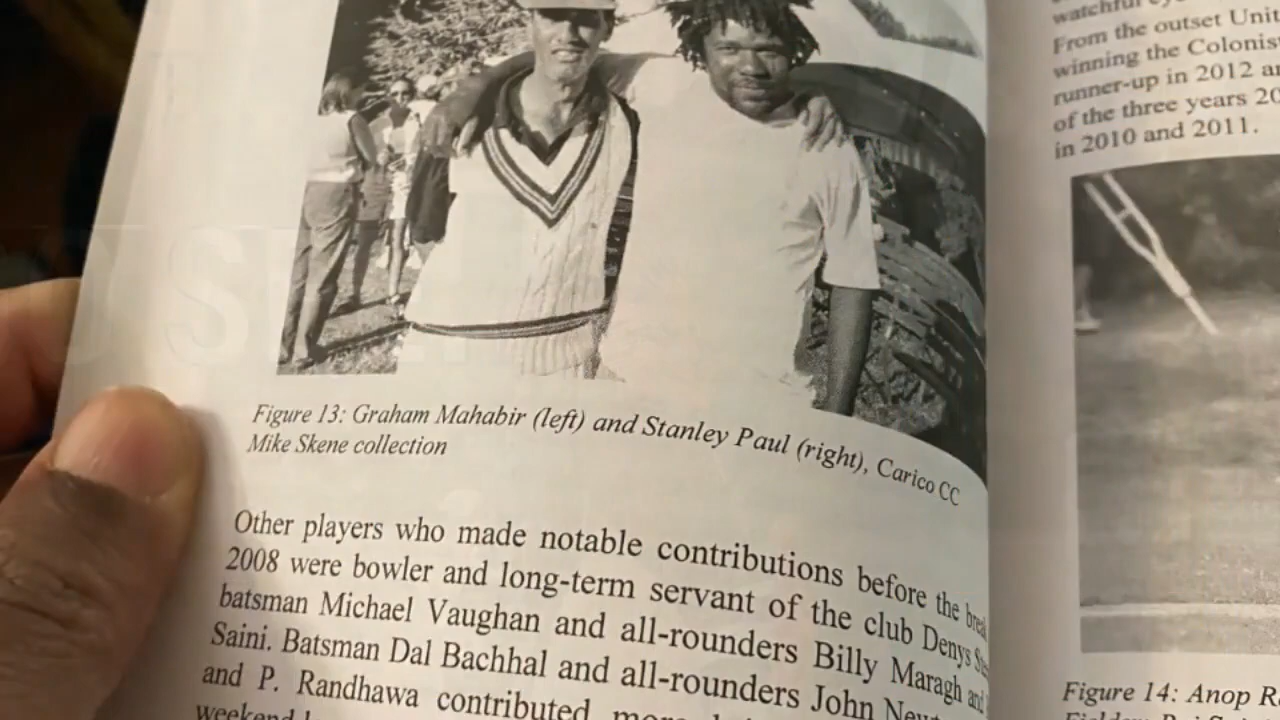 Figure 13: Graham Mahabir (left) and Stanley Paul (right), Carico CC
Mike Skene collection
Other players who made notable contributions before the
2008 were bowler and long-term servant of the club Denys
batsman Michael Vaughan and all-rounders Billy Maragh and
Saini. Batsman Dal Bachhal and all-rounders John
and P. Randhawa contributed
weekend
From the outset
winning the
runner-up in 2012
of the three years
in 2010 and 2011.
Figure 14: Anop